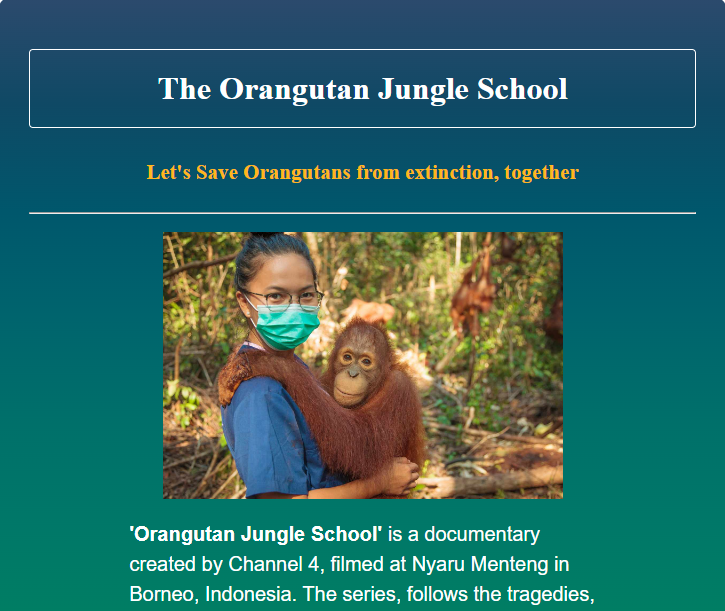 The Orangutan Jungle School
Let's Save Orangutans from extinction, together
'Orangutan Jungle School' is a documentary
created by Channel 4, filmed at Nyaru Menteng in
Borneo, Indonesia. The series, follows the tragedies,